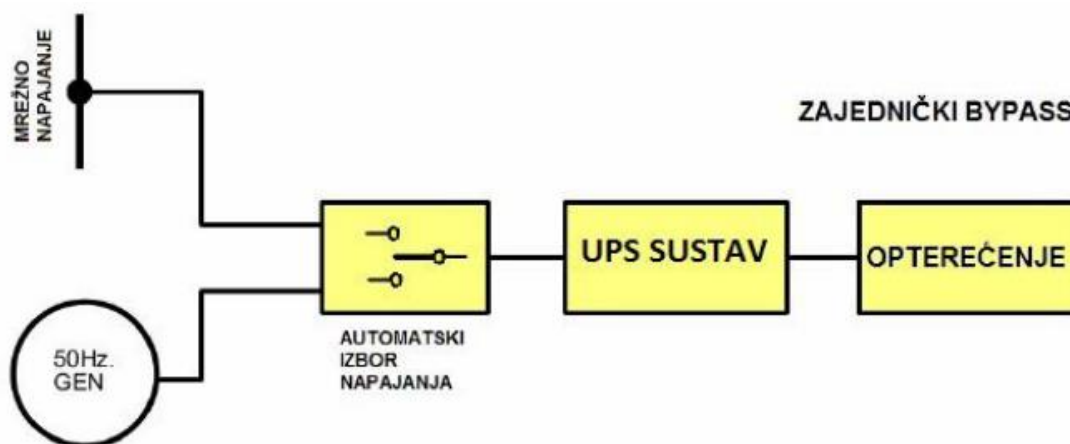 MREŽNO
NAPAJANJE
ZAJEDNIČKI BYPASS
UPS SUSTAV
OPTEREĆENJE
AUTOMATSKI
IZBOR
NAPAJANJA
50Hz.
GEN